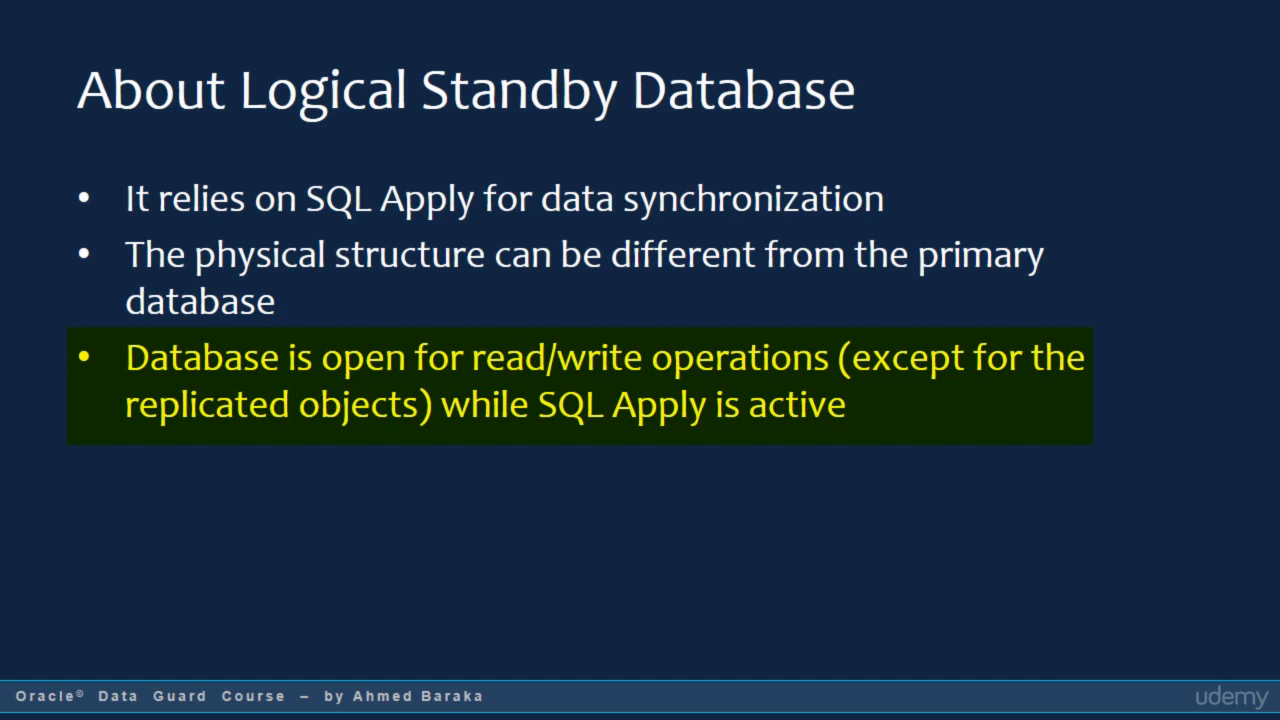 About Logical Standby Database
• It relies on SQL Apply for data synchronization
• The physical structure can be different from the primary
database
• Database is open for read/write operations (except for the
replicated objects) while SQL Apply is active
Oracle© Data Guard Course – by Ahmed Baraka
udemy